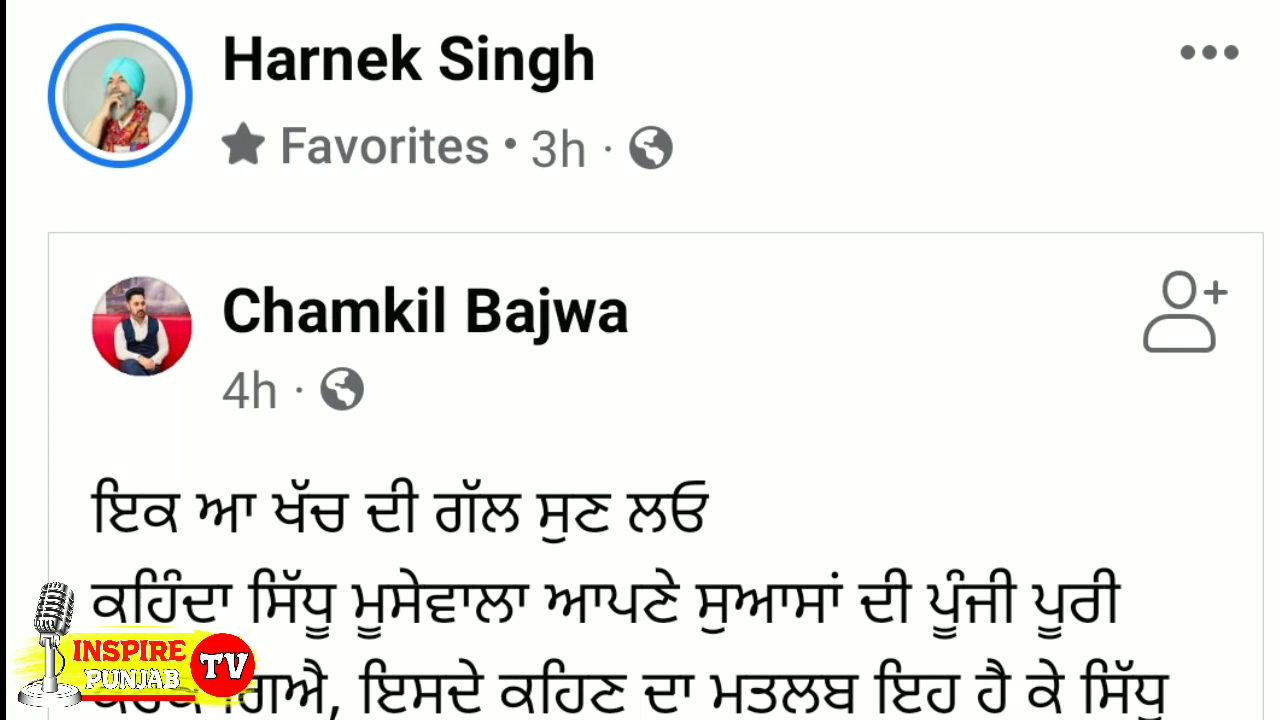 Harnek Singh
Favorites • 3h ·
Chamkil Bajwa
4h ·
ਇਕ ਆ ਖੱਚ ਦੀ ਗੱਲ ਸੁਣ ਲਓ
ਕਹਿੰਦਾ ਸਿੱਧੂ ਮੂਸੇਵਾਲਾ ਆਪਣੇ ਸੁਆਸਾਂ ਦੀ ਪੂੰਜੀ ਪੂਰੀ
ਗਿਐ, ਇਸਦੇ ਕਹਿਣ ਦਾ ਮਤਲਬ ਇਹ ਹੈ ਕੇ ਸਿੱਧੂ
INSPIRE
PUNJAB
TV